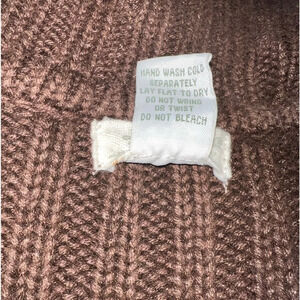 HAND WASH COLD
SEPARATELY
LAY FLAT TO DRY
DO NOT WRING
OR TWIST
DO NOT BLEACH